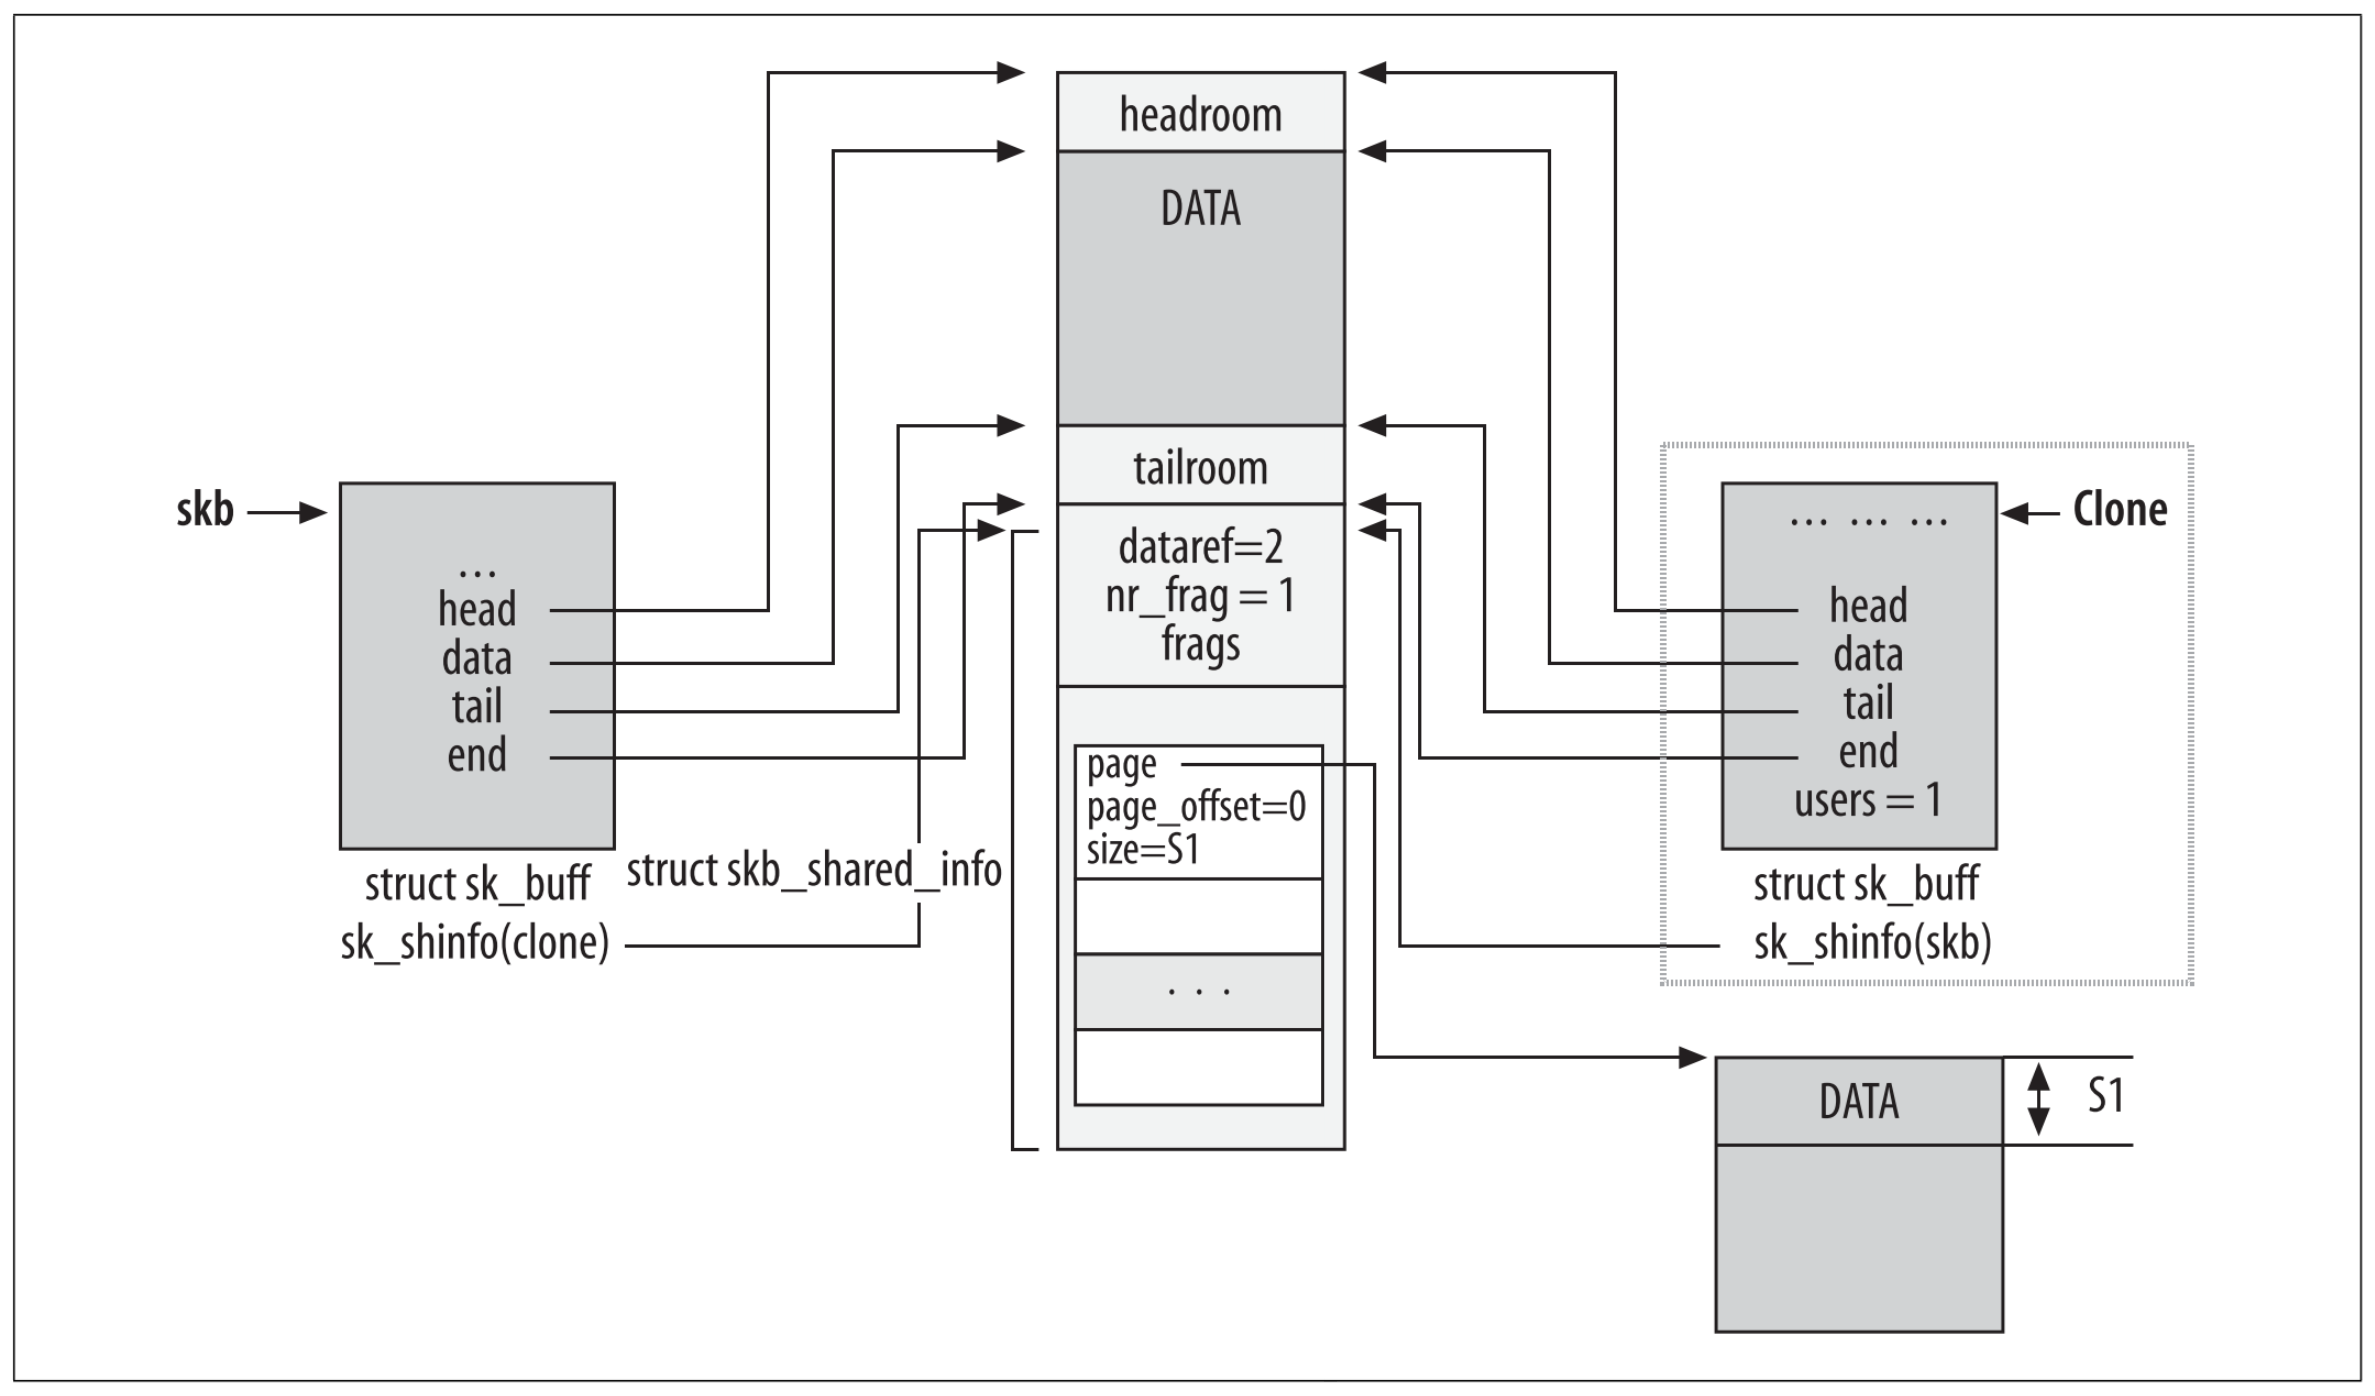 headroom
DATA
tailroom
dataref=2
nr_frag = 1
frags
skb
...
head
data
tail
end
struct sk_buff
sk_shinfo(clone)
struct skb_shared_info
page
page_offset=0
size=S1
. . .
... ... ...
Clone
head
data
tail
end
users = 1
struct sk_buff
sk_shinfo(skb)
DATA
S1